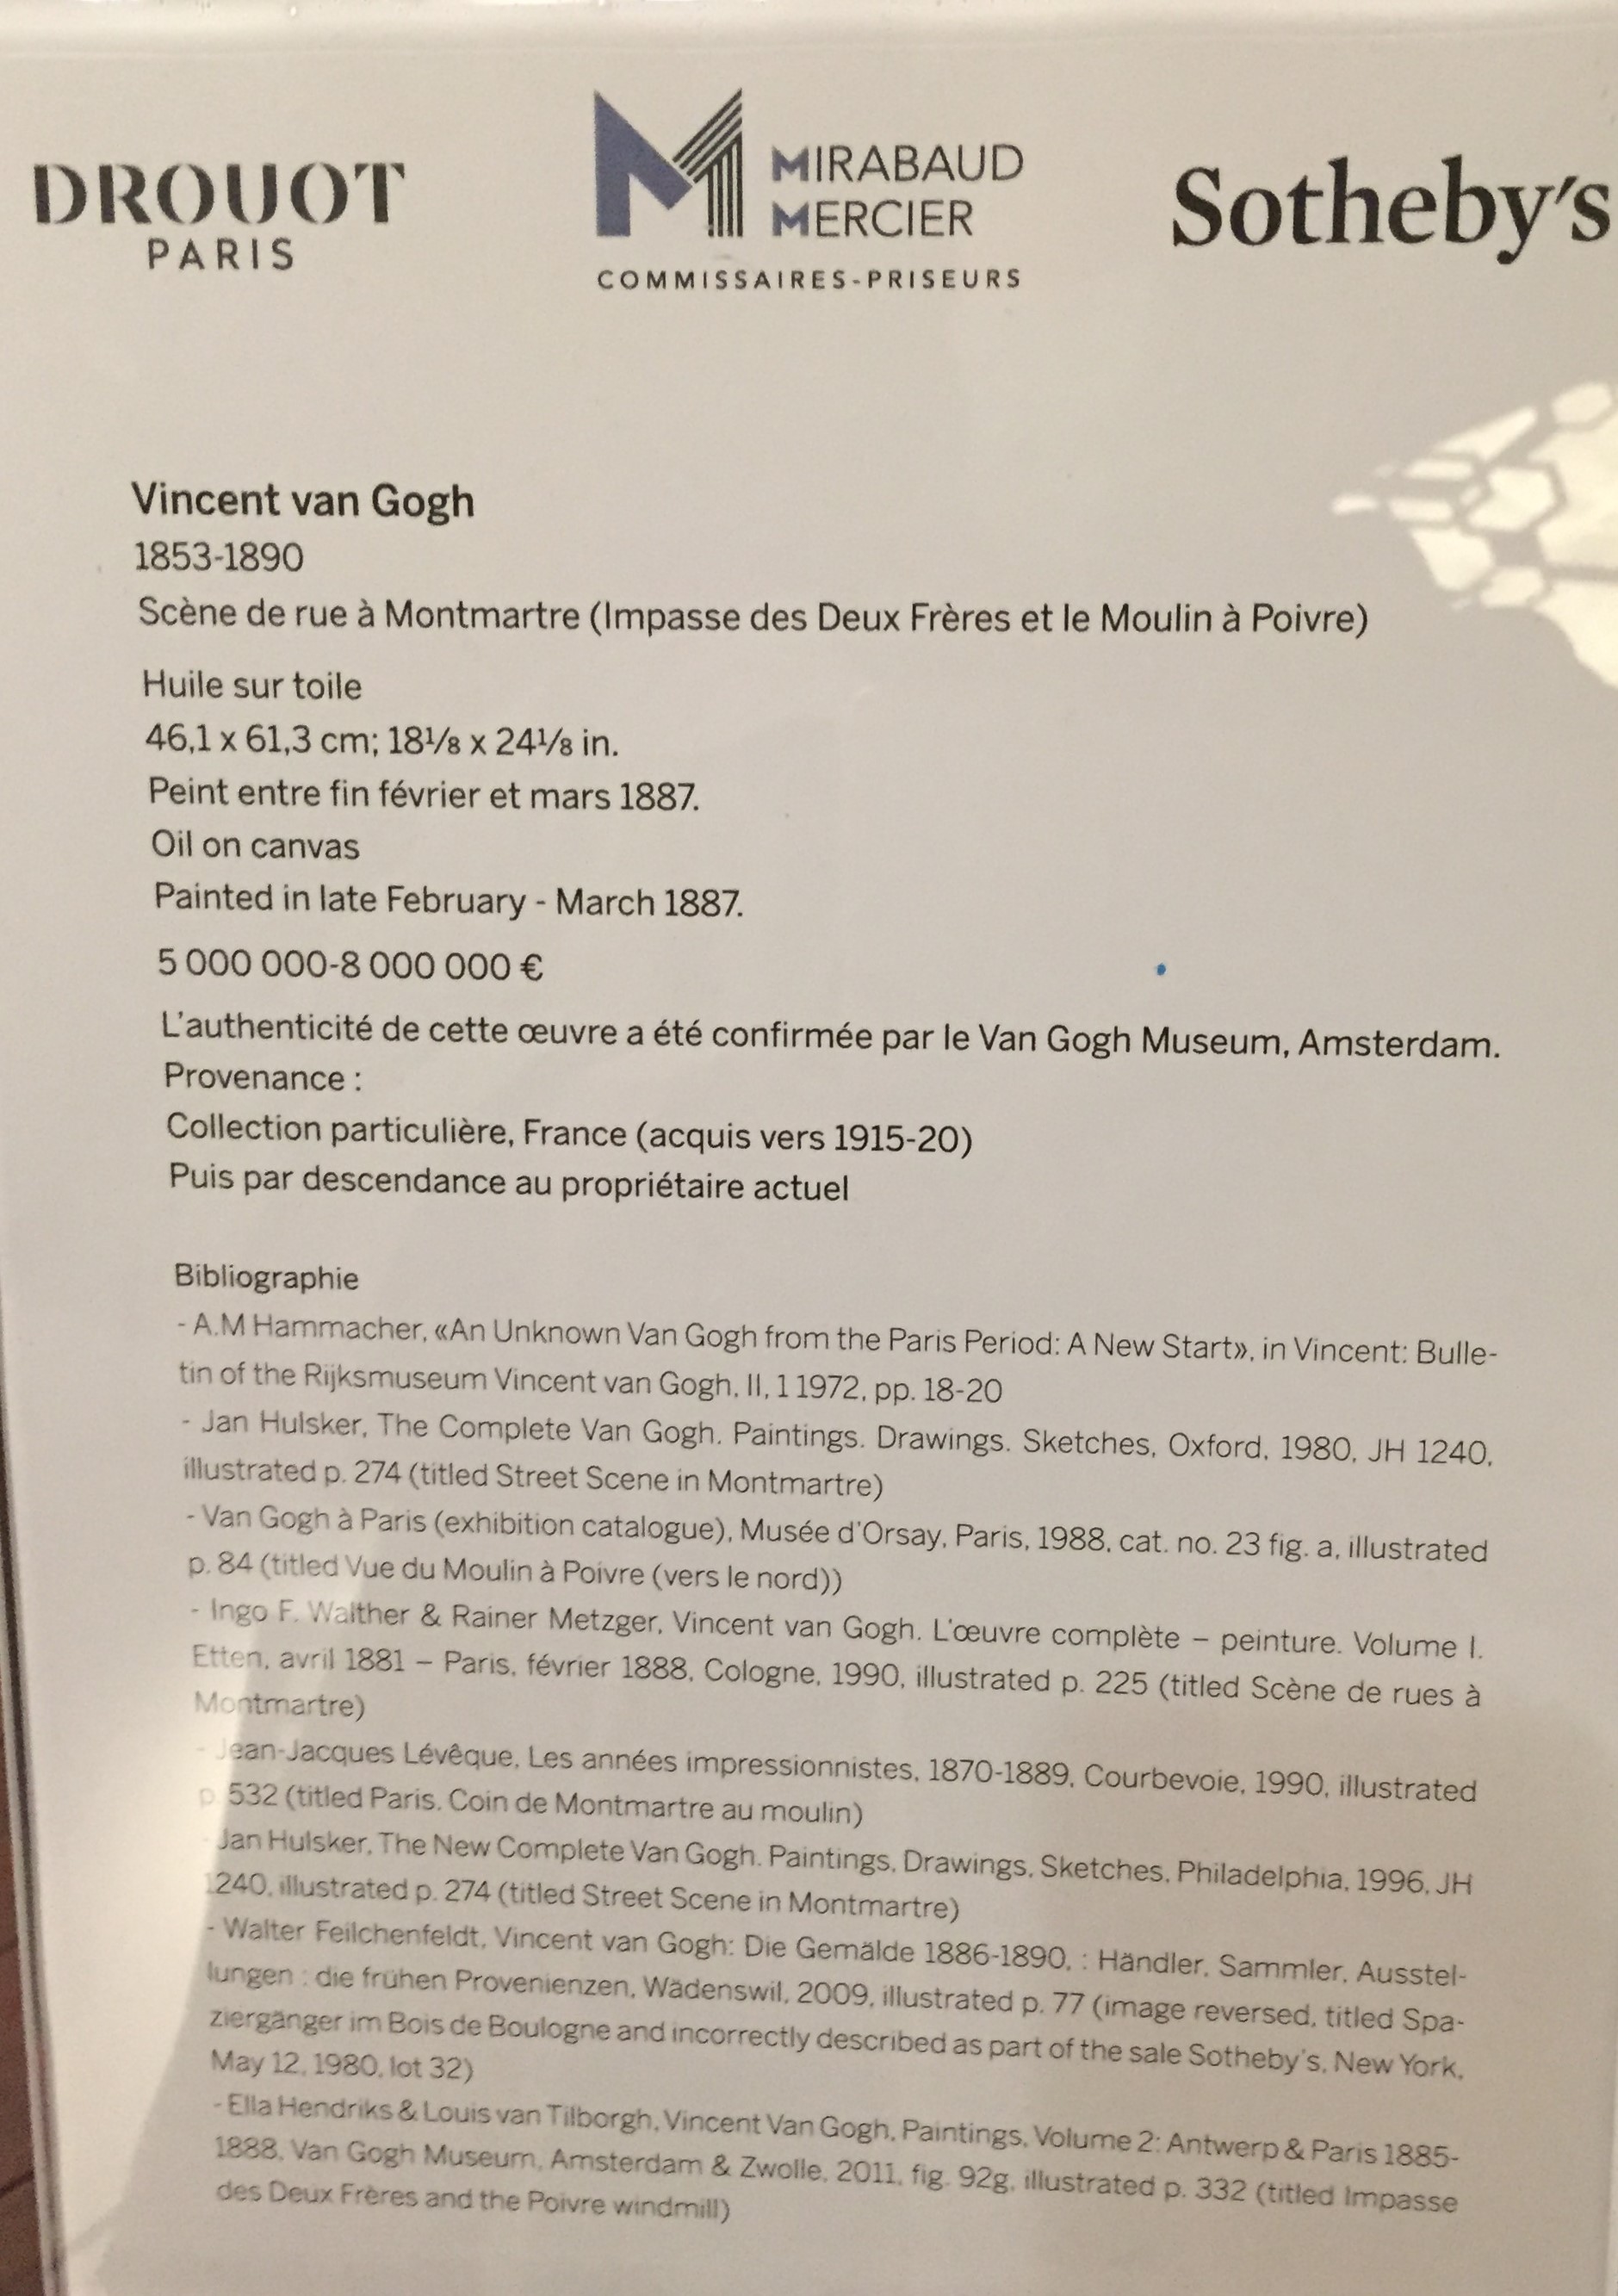 DROUOT
PARIS
MIRABAUD
MERCIER
COMMISSAIRES-PRISEURS
Sotheby's
Vincent van Gogh
1853-1890
Scène de rue à Montmartre (Impasse des Deux Frères et le Moulin à Poivre)
Huile sur toile
46,1 x 61,3 cm; 18⅛ x 24⅛ in.
Peint entre fin février et mars 1887.
Oil on canvas
Painted in late February - March 1887.
5 000 000-8 000 000 €
L'authenticité de cette œuvre a été confirmée par le Van Gogh Museum, Amsterdam.
Provenance :
Collection particulière, France (acquis vers 1915-20)
Puis par descendance au propriétaire actuel
Bibliographie
- A.M Hammacher, «An Unknown Van Gogh from the Paris Period: A New Start», in Vincent: Bulle-
tin of the Rijksmuseum Vincent van Gogh, II, 1 1972, pp. 18-20
- Jan Hulsker, The Complete Van Gogh. Paintings. Drawings. Sketches, Oxford, 1980, JH 1240,
illustrated p. 274 (titled Street Scene in Montmartre)
- Van Gogh à Paris (exhibition catalogue), Musée d'Orsay, Paris, 1988, cat. no. 23 fig. a, illustrated
p. 84 (titled Vue du Moulin à Poivre (vers le nord))
- Ingo F. Walther & Rainer Metzger, Vincent van Gogh. L'œuvre complète – peinture. Volume I.
Etten, avril 1881 – Paris, février 1888, Cologne, 1990, illustrated p. 225 (titled Scène de rues à
Montmartre)
- Jean-Jacques Lévêque, Les années impressionnistes, 1870-1889, Courbevoie, 1990, illustrated
p 532 (titled Paris. Coin de Montmartre au moulin)
Jan Hulsker, The New Complete Van Gogh. Paintings, Drawings, Sketches, Philadelphia, 1996, JH
1240, illustrated p. 274 (titled Street Scene in Montmartre)
- Walter Feilchenfeldt, Vincent van Gogh: Die Gemälde 1886-1890, : Händler, Sammler, Ausstel-
lungen : die frühen Provenienzen, Wädenswil, 2009, illustrated p. 77 (image reversed, titled Spa-
ziergänger im Bois de Boulogne and incorrectly described as part of the sale Sotheby's, New York,
May 12, 1980, lot 32)
- Ella Hendriks & Louis van Tilborgh, Vincent Van Gogh, Paintings, Volume 2: Antwerp & Paris 1885-
1888, Van Gogh Museum, Amsterdam & Zwolle, 2011, fig. 92g, illustrated p. 332 (titled Impasse
des Deux Frères and the Poivre windmill)